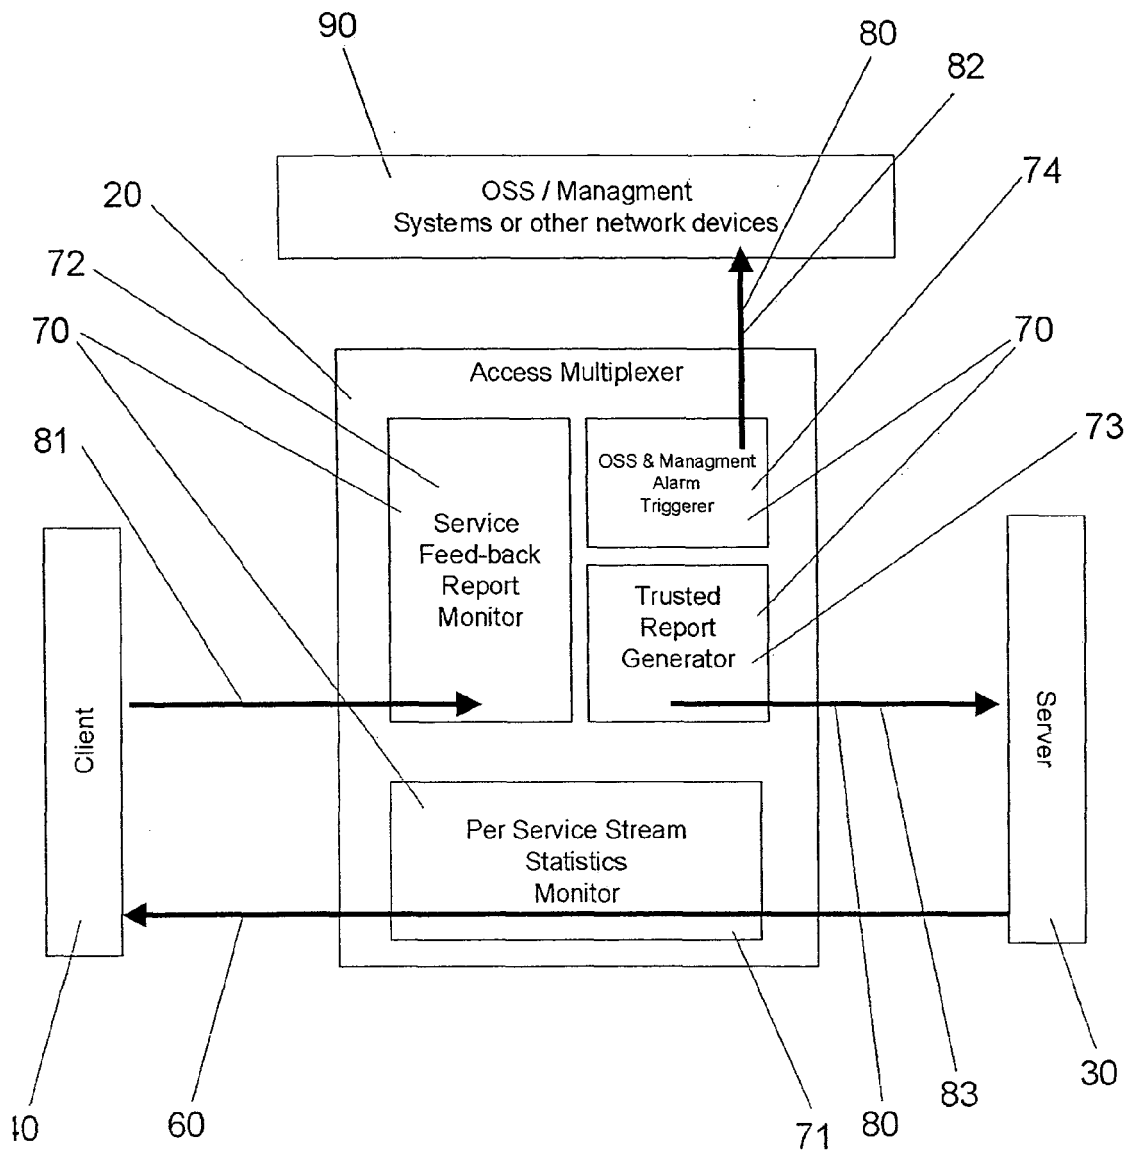 90
80
82
OSS / Managment
Systems or other network devices
74
20
72
70
70
Access Multiplexer
81
73
OSS & Managment
Alarm
Triggerer
Service
Feed-back
Report
Monitor
Trusted
Report
Generator
Client
Server
Per Service Stream
Statistics
Monitor
60
71
80
83
30